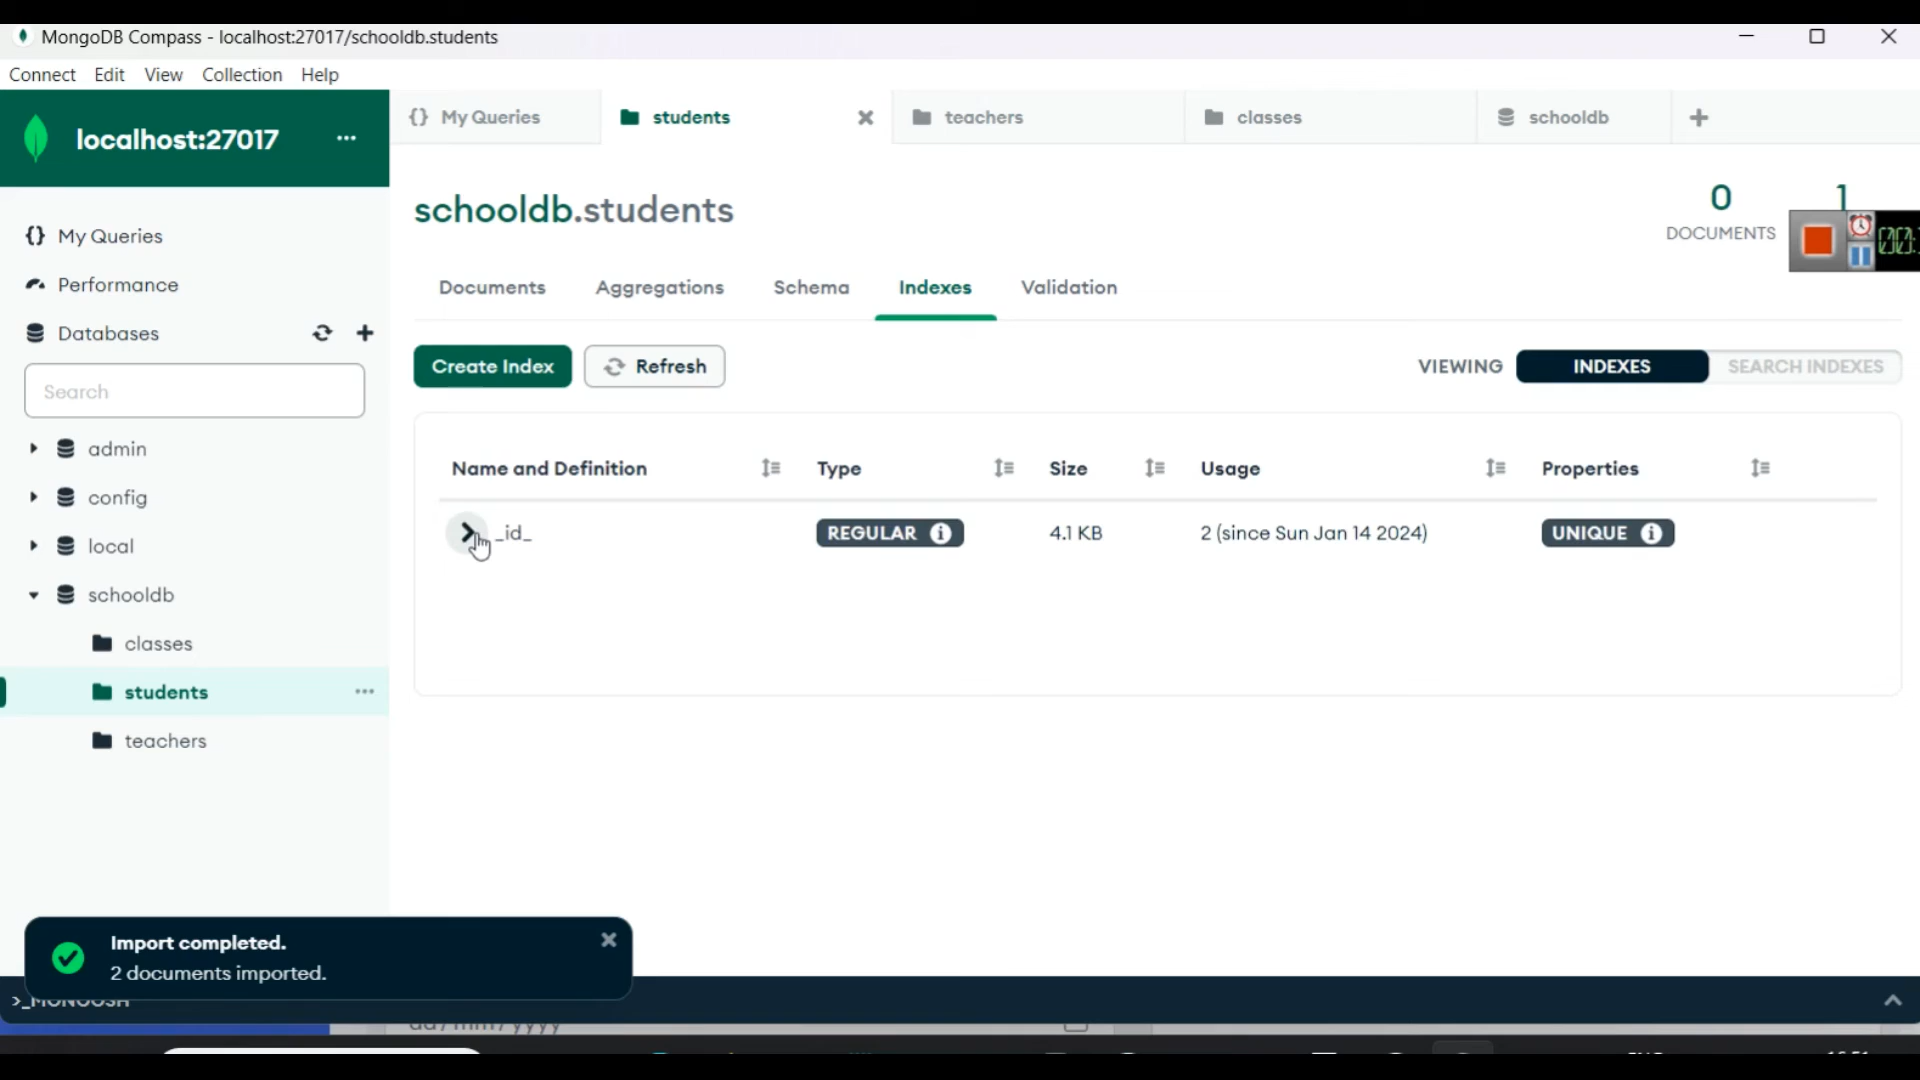 MongoDB Compass - localhost:27017/schooldb.students
Connect Edit View Collection Help
localhost:27017 ...
{} My Queries
students
teachers
classes
schooldb
schooldb.students
0
DOCUMENTS
1
My Queries
Performance
Databases
Search
admin
config
local
schooldb
classes
students ...
teachers
Documents Aggregations Schema Indexes Validation
Create Index Refresh
VIEWING INDEXES SEARCH INDEXES
Name and Definition Type Size Usage Properties
_id_ REGULAR 4.1 KB 2 (since Sun Jan 14 2024) UNIQUE
Import completed.
2 documents imported.
>_MONGOSH